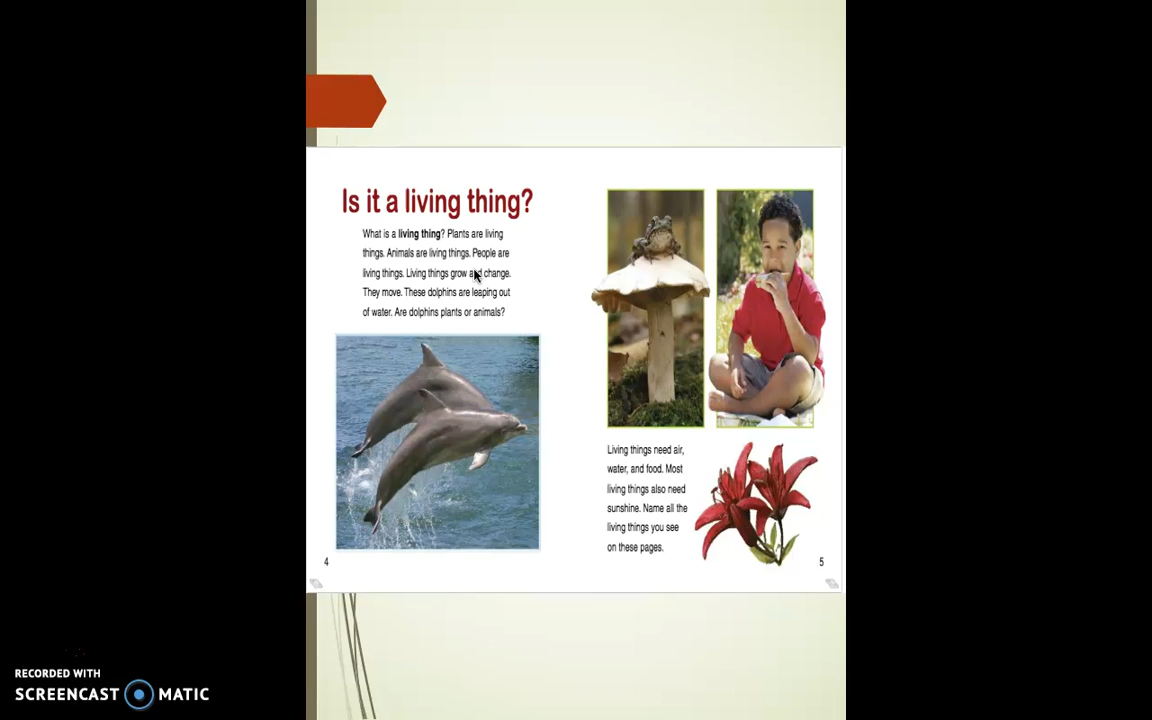 Is it a living thing?
What is a living thing? Plants are living
things. Animals are living things. People are
living things. Living things grow and change.
They move. These dolphins are leaping out
of water. Are dolphins plants or animals?
4
Living things need air,
water, and food. Most
living things also need
sunshine. Name all the
living things you see
on these pages.
5
RECORDED WITH
SCREENCAST MATIC